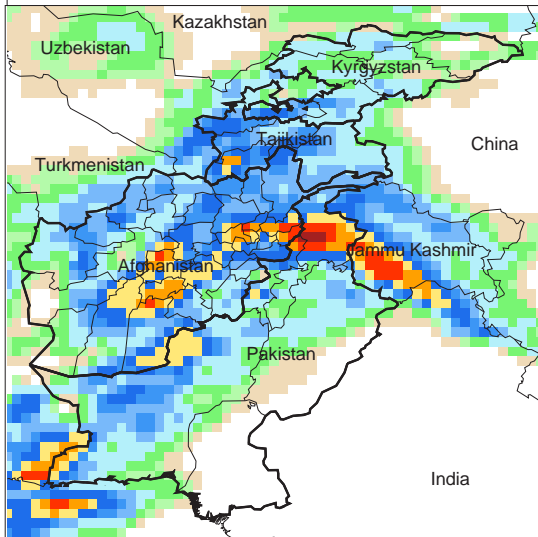 Kazakhstan
Uzbekistan
Kyrgyzstan
Tajikistan
China
Turkmenistan
Jammu Kashmir
Afghanistan
Pakistan
India